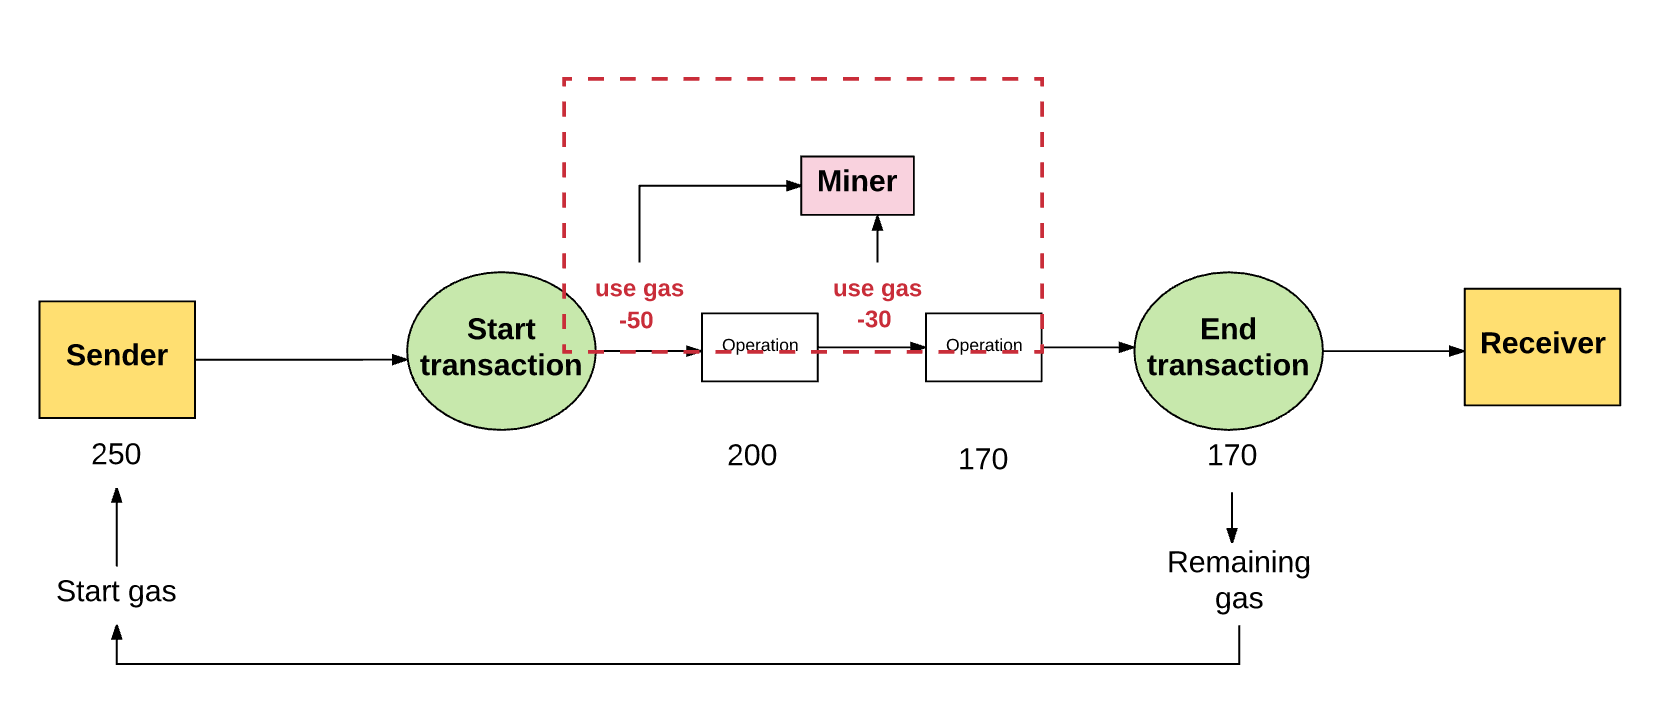 Miner
use gas
-50
use gas
-30
Sender
Start
transaction
Operation
Operation
End
transaction
Receiver
250
200
170
170
Start gas
Remaining
gas